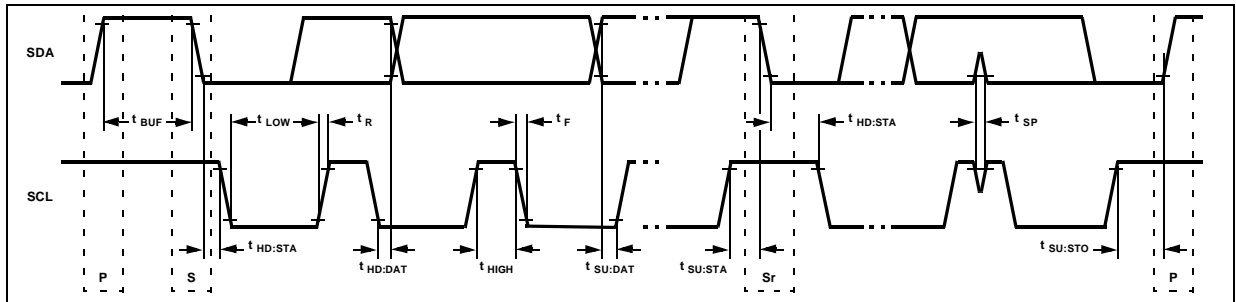 SDA
t BUF
t LOW
t R
t F
t HD:STA
t SP
SCL
t HD:STA
t HD:DAT
t HIGH
t SU:DAT
t SU:STA
t SU:STO
P
S
Sr
P